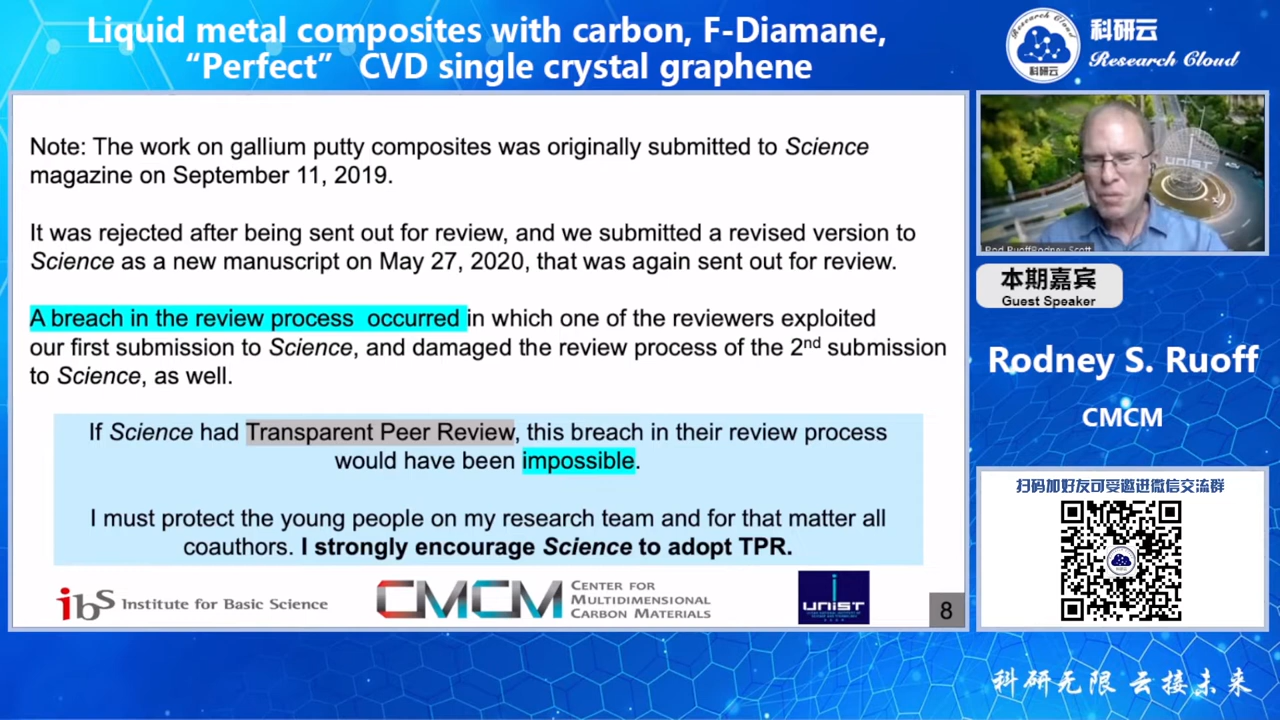 Liquid metal composites with carbon, F-Diamane,
“Perfect” CVD single crystal graphene
Research Cloud
科研云
科研云
Research Cloud
Note: The work on gallium putty composites was originally submitted to Science
magazine on September 11, 2019.
It was rejected after being sent out for review, and we submitted a revised version to
Science as a new manuscript on May 27, 2020, that was again sent out for review.
A breach in the review process occurred in which one of the reviewers exploited
our first submission to Science, and damaged the review process of the 2nd submission
to Science, as well.
If Science had Transparent Peer Review, this breach in their review process
would have been impossible.
I must protect the young people on my research team and for that matter all
coauthors. I strongly encourage Science to adopt TPR.
ibs Institute for Basic Science
CMCM CENTER FOR
MULTIDIMENSIONAL
CARBON MATERIALS
UNIST
8
UNIST
Rod RuoffRodney Scott
本期嘉宾
Guest Speaker
Rodney S. Ruoff
CMCM
扫码加好友可受邀进微信交流群
科研无限 云接未来